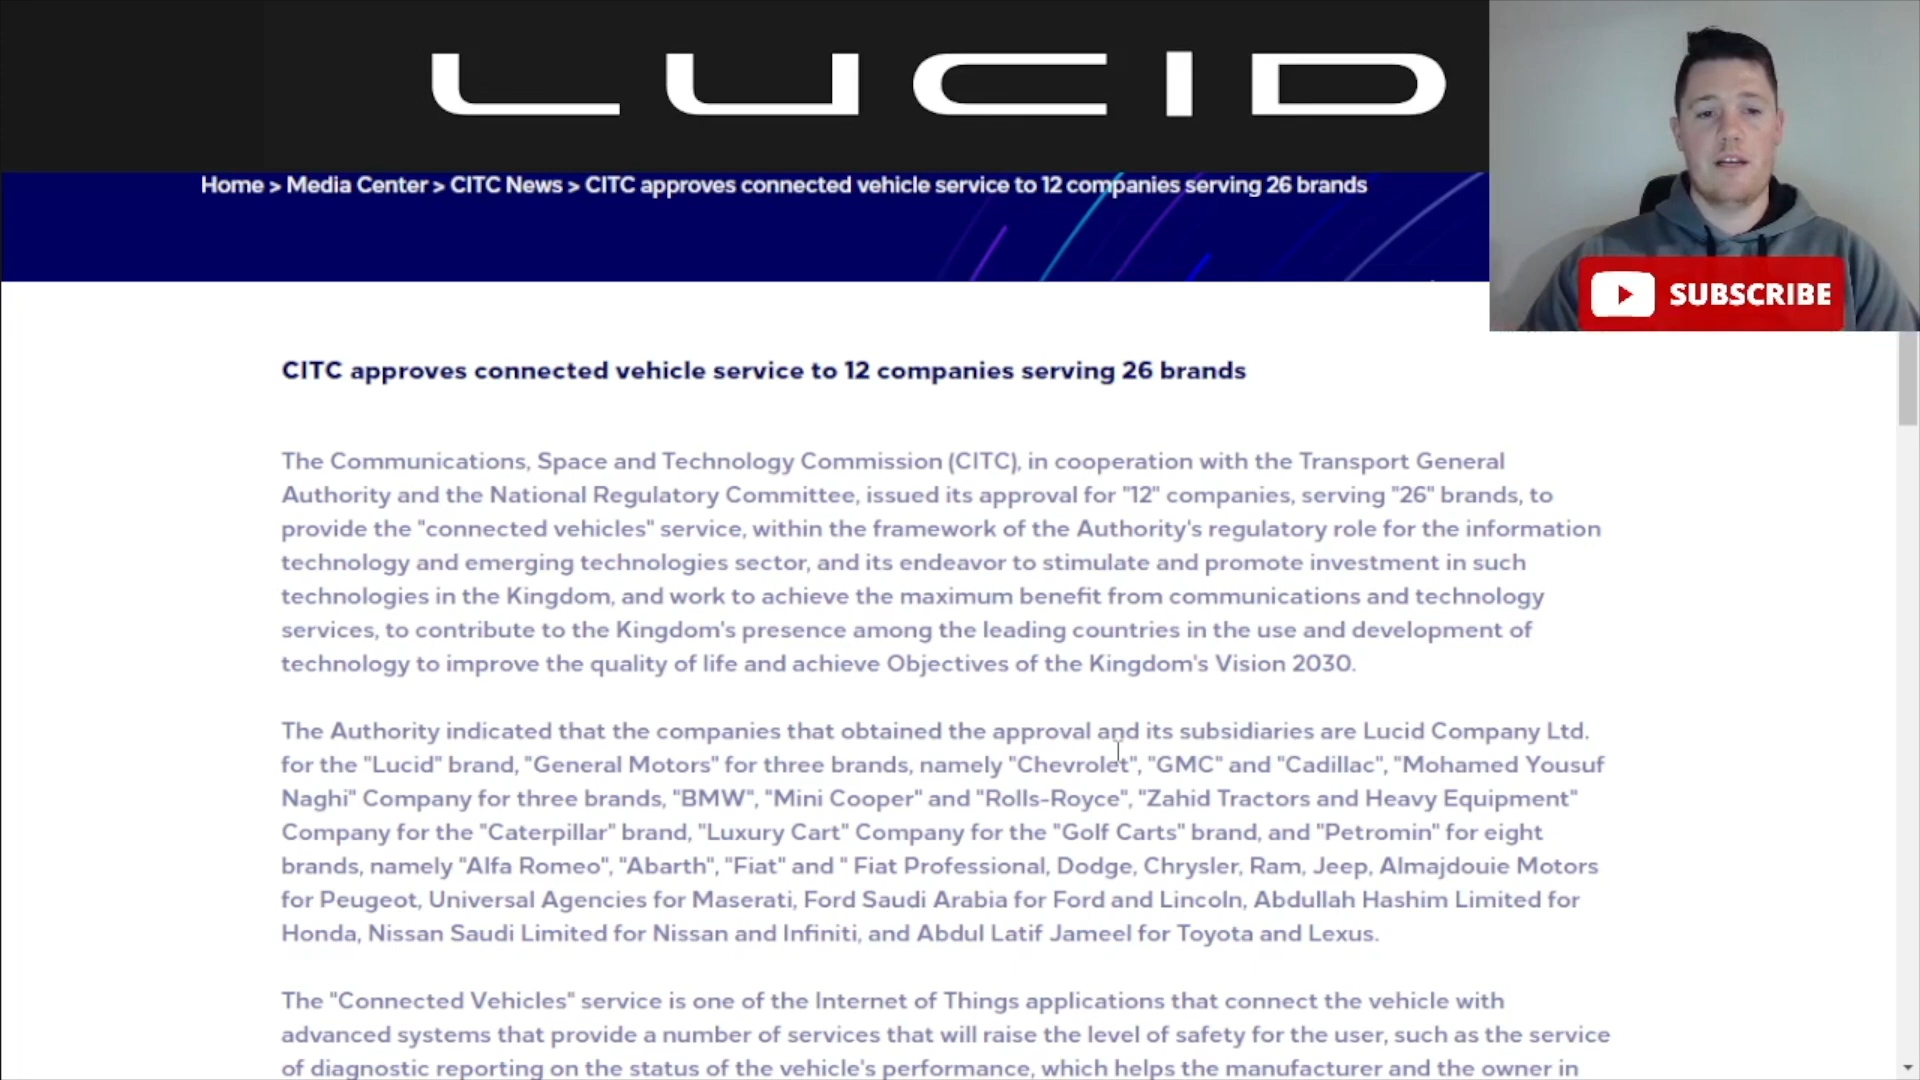 LUCID
Home > Media Center > CITC News > CITC approves connected vehicle service to 12 companies serving 26 brands
SUBSCRIBE
CITC approves connected vehicle service to 12 companies serving 26 brands
The Communications, Space and Technology Commission (CITC), in cooperation with the Transport General
Authority and the National Regulatory Committee, issued its approval for "12" companies, serving "26" brands, to
provide the "connected vehicles" service, within the framework of the Authority's regulatory role for the information
technology and emerging technologies sector, and its endeavor to stimulate and promote investment in such
technologies in the Kingdom, and work to achieve the maximum benefit from communications and technology
services, to contribute to the Kingdom's presence among the leading countries in the use and development of
technology to improve the quality of life and achieve Objectives of the Kingdom's Vision 2030.
The Authority indicated that the companies that obtained the approval and its subsidiaries are Lucid Company Ltd.
for the "Lucid" brand, "General Motors" for three brands, namely "Chevrolet", "GMC" and "Cadillac", "Mohamed Yousuf
Naghi" Company for three brands, "BMW", "Mini Cooper" and "Rolls-Royce", "Zahid Tractors and Heavy Equipment"
Company for the "Caterpillar" brand, "Luxury Cart" Company for the "Golf Carts" brand, and "Petromin" for eight
brands, namely "Alfa Romeo", "Abarth", "Fiat" and " Fiat Professional, Dodge, Chrysler, Ram, Jeep, Almajdouie Motors
for Peugeot, Universal Agencies for Maserati, Ford Saudi Arabia for Ford and Lincoln, Abdullah Hashim Limited for
Honda, Nissan Saudi Limited for Nissan and Infiniti, and Abdul Latif Jameel for Toyota and Lexus.
The "Connected Vehicles" service is one of the Internet of Things applications that connect the vehicle with
advanced systems that provide a number of services that will raise the level of safety for the user, such as the service
of diagnostic reporting on the status of the vehicle's performance, which helps the manufacturer and the owner in